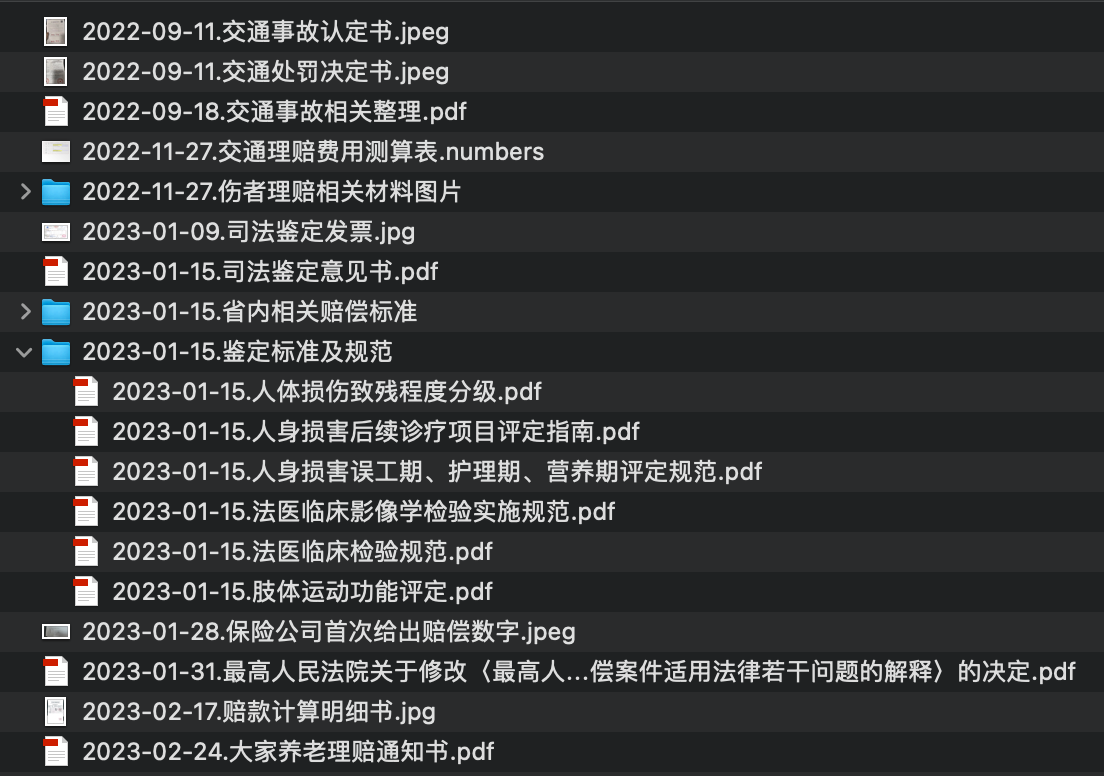 2022-09-11.交通事故认定书.jpeg
2022-09-11.交通处罚决定书.jpeg
2022-09-18.交通事故相关整理.pdf
2022-11-27.交通理赔费用测算表.numbers
2022-11-27.伤者理赔相关材料图片
2023-01-09.司法鉴定发票.jpg
2023-01-15.司法鉴定意见书.pdf
2023-01-15.省内相关赔偿标准
2023-01-15.鉴定标准及规范
2023-01-15.人体损伤致残程度分级.pdf
2023-01-15.人身损害后续诊疗项目评定指南.pdf
2023-01-15.人身损害误工期、护理期、营养期评定规范.pdf
2023-01-15.法医临床影像学检验实施规范.pdf
2023-01-15.法医临床检验规范.pdf
2023-01-15.肢体运动功能评定.pdf
2023-01-28.保险公司首次给出赔偿数字.jpeg
2023-01-31.最高人民法院关于修改〈最高人...偿案件适用法律若干问题的解释〉的决定.pdf
2023-02-17.赔款计算明细书.jpg
2023-02-24.大家养老理赔通知书.pdf